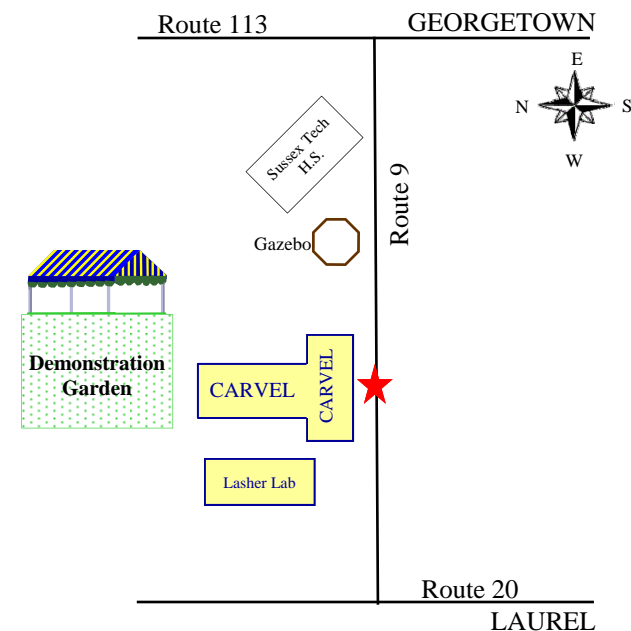 Route 113
GEORGETOWN
E
N
S
W
Sussex Tech
H.S.
Route 9
Gazebo
Demonstration
Garden
CARVEL
CARVEL
Lasher Lab
Route 20
LAUREL